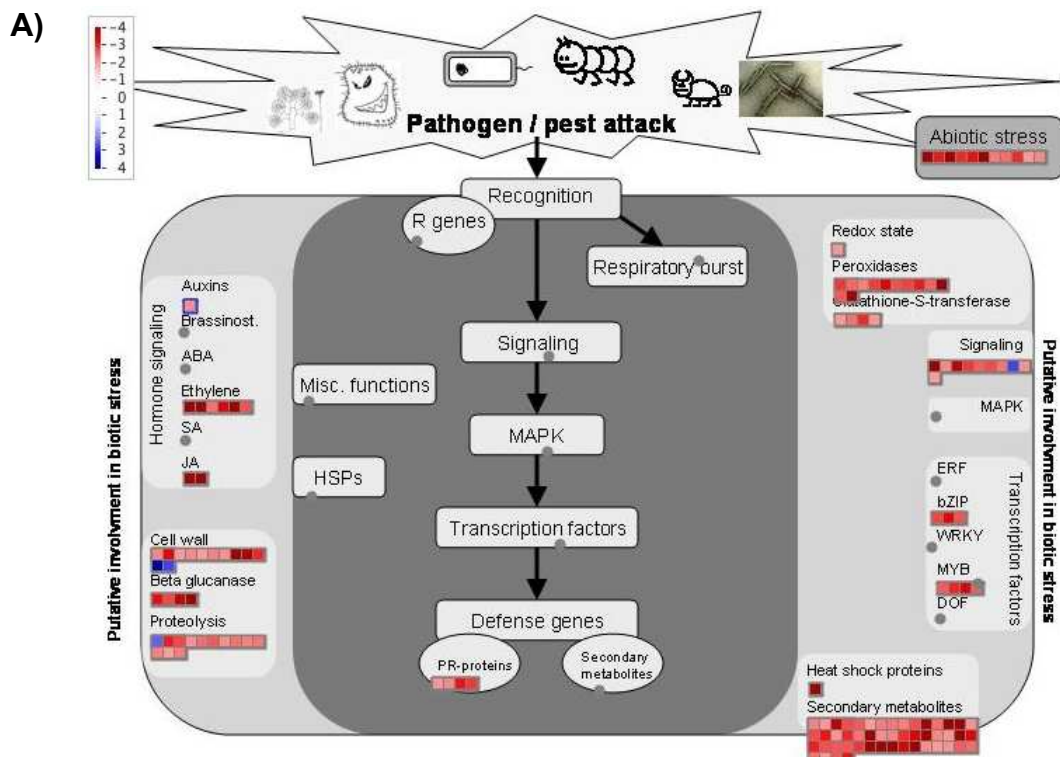 A)
-4
-3
-2
-1
0
1
2
3
4
Pathogen / pest attack
Abiotic stress
Recognition
R genes
Respiratory burst
Redox state
Peroxidases
Glutathione-S-transferase
Putative involvment in biotic stress
Hormone signaling
Auxins
Brassinost.
ABA
Ethylene
SA
JA
Signaling
Signaling
Misc. functions
MAPK
MAPK
HSPs
ERF
bZIP
WRKY
MYB
DOF
Transcription factors
Putative involvment in biotic stress
Transcription factors
Cell wall
Beta glucanase
Proteolysis
Defense genes
PR-proteins
Secondary
metabolites
Heat shock proteins
Secondary metabolites